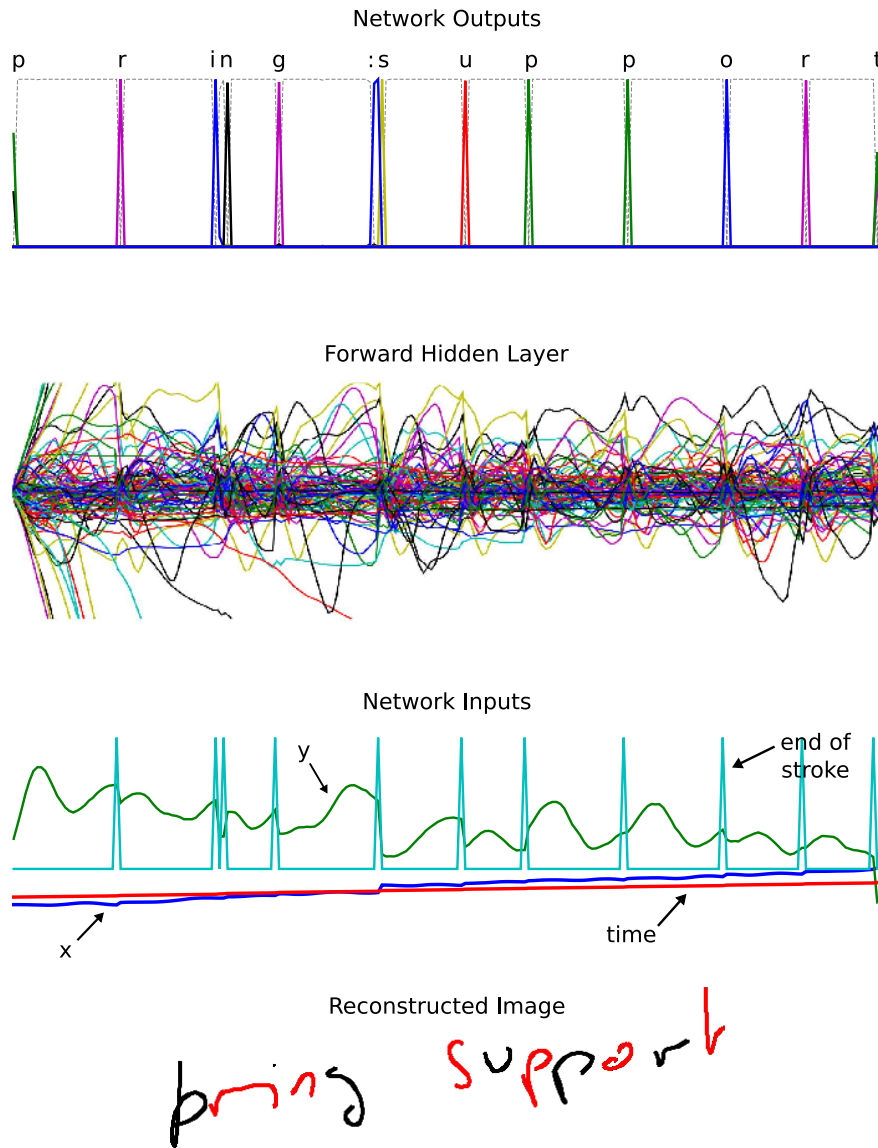 Network Outputs
p r i n g : s u p p o r t
Forward Hidden Layer
Network Inputs
y
end of
stroke
x
time
Reconstructed Image
bring support